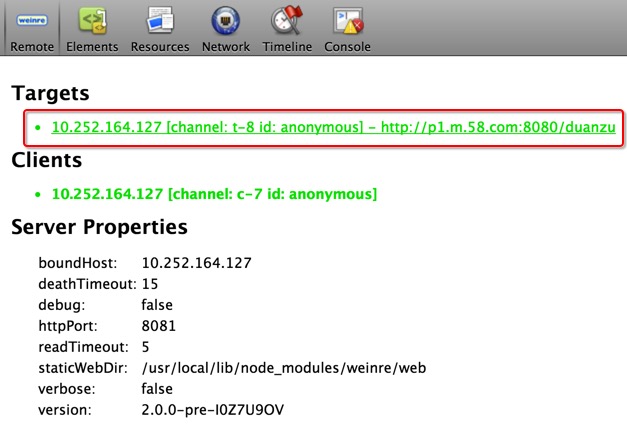 weinre
Remote Elements Resources Network Timeline Console
Targets
• 10.252.164.127 [channel: t-8 id: anonymous] - http://p1.m.58.com:8080/duanzu
Clients
• 10.252.164.127 [channel: c-7 id: anonymous]
Server Properties
boundHost: 10.252.164.127
deathTimeout: 15
debug: false
httpPort: 8081
readTimeout: 5
staticWebDir: /usr/local/lib/node_modules/weinre/web
verbose: false
version: 2.0.0-pre-I0Z7U9OV